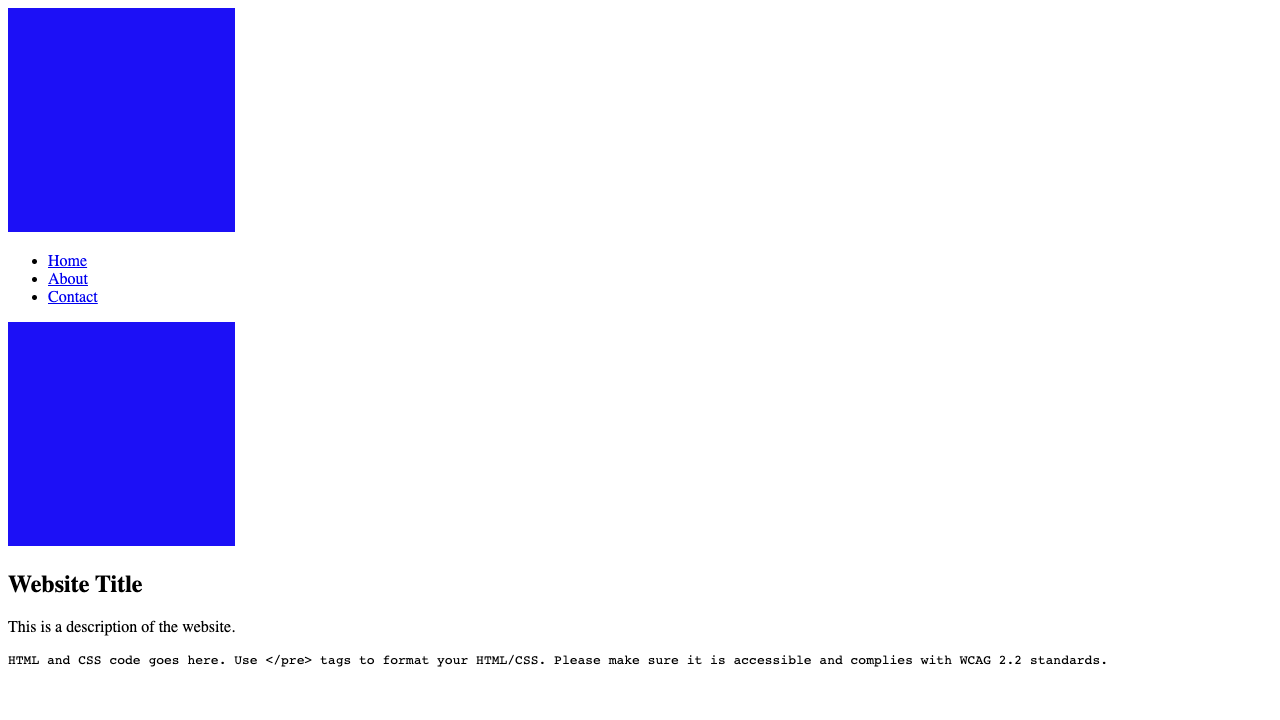 Home
About
Contact
Website Title
This is a description of the website.
HTML and CSS code goes here. Use </pre> tags to format your HTML/CSS. Please make sure it is accessible and complies with WCAG 2.2 standards.